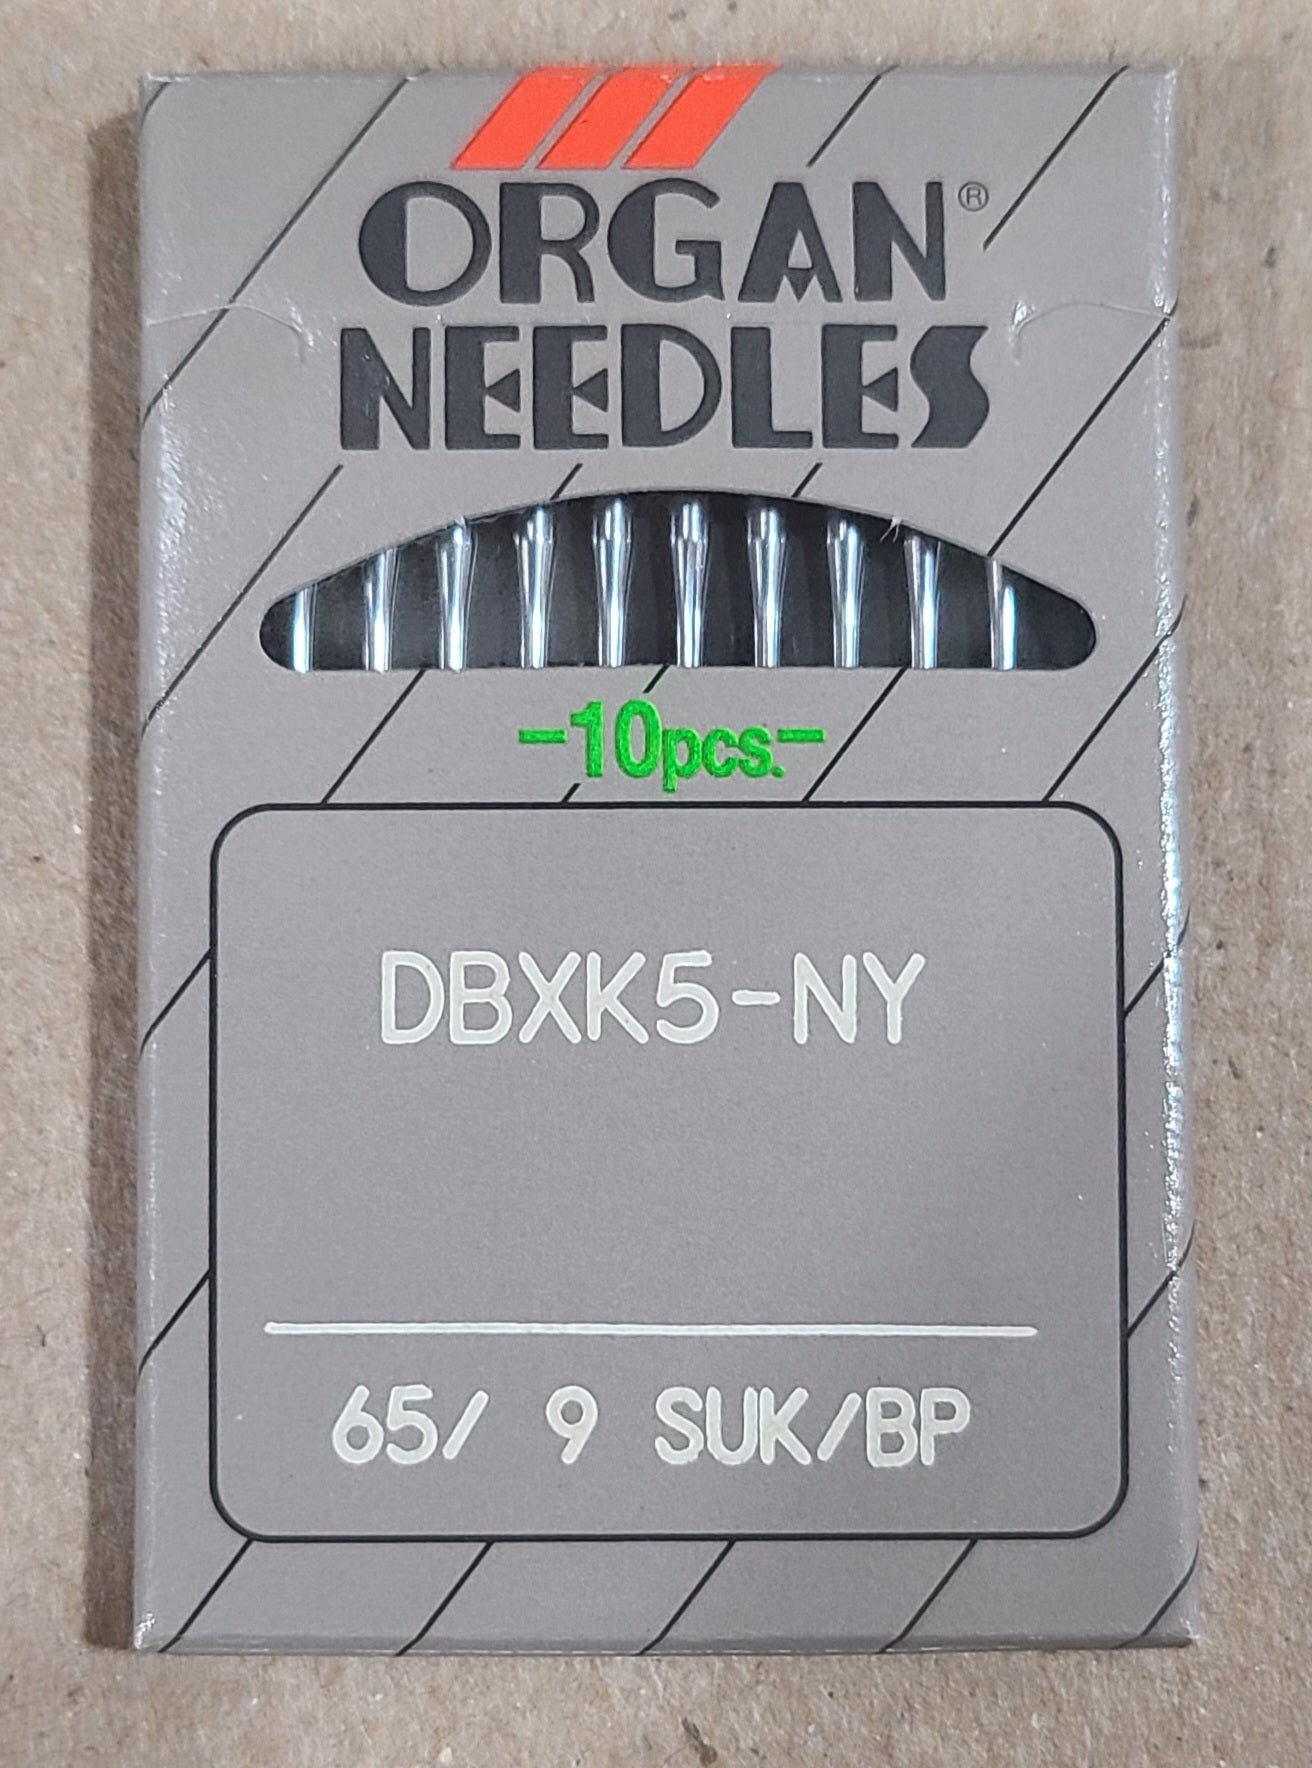 ORGAN®
NEEDLES
-10pcs.-
DBXK5-NY
65/ 9 SUK/BP